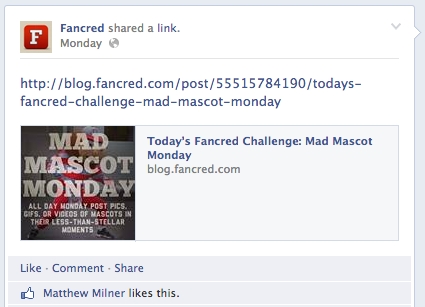 F
Fancred shared a link.
Monday
http://blog.fancred.com/post/55515784190/todays-
fancred-challenge-mad-mascot-monday
MAD
MASCOT
MONDAY
ALL DAY MONDAY POST PICS,
GIFS, OR VIDEOS OF MASCOTS IN
THEIR LESS-THAN-STELLAR
MOMENTS
Today's Fancred Challenge: Mad Mascot
Monday
blog.fancred.com
Like · Comment · Share
Matthew Milner likes this.